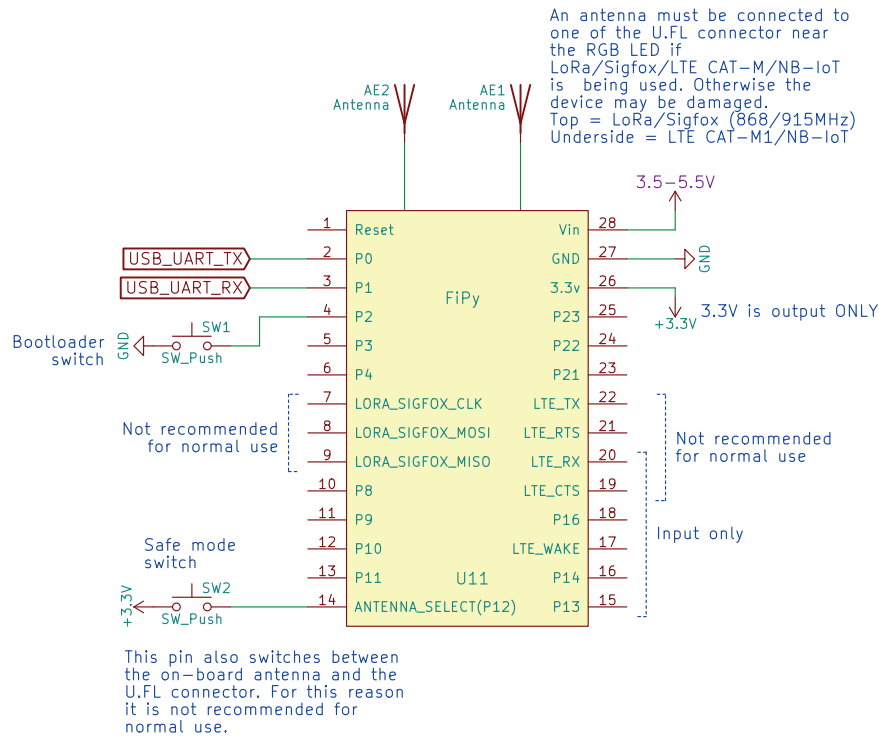 An antenna must be connected to
one of the U.FL connector near
the RGB LED if
LoRa/Sigfox/LTE CAT-M/NB-IoT
is  being used. Otherwise the
device may be damaged.
Top = LoRa/Sigfox (868/915MHz)
Underside = LTE CAT-M1/NB-IoT
AE2
Antenna
AE1
Antenna
3.5-5.5V
1 Reset
Vin 28
USB_UART_TX 2 P0
GND 27 GND
USB_UART_RX 3 P1
3.3v 26
FiPy
+3.3V
3.3V is output ONLY
4 P2
P23 25
Bootloader
switch
GND
SW1
SW_Push
5 P3
P22 24
6 P4
P21 23
7 LORA_SIGFOX_CLK
LTE_TX 22
Not recommended
for normal use
8 LORA_SIGFOX_MOSI
LTE_RTS 21
Not recommended
for normal use
9 LORA_SIGFOX_MISO
LTE_RX 20
10 P8
LTE_CTS 19
11 P9
P16 18
Input only
12 P10
LTE_WAKE 17
13 P11
U11
P14 16
Safe mode
switch
+3.3V
SW2
SW_Push
14 ANTENNA_SELECT(P12)
P13 15
This pin also switches between
the on-board antenna and the
U.FL connector. For this reason
it is not recommended for
normal use.